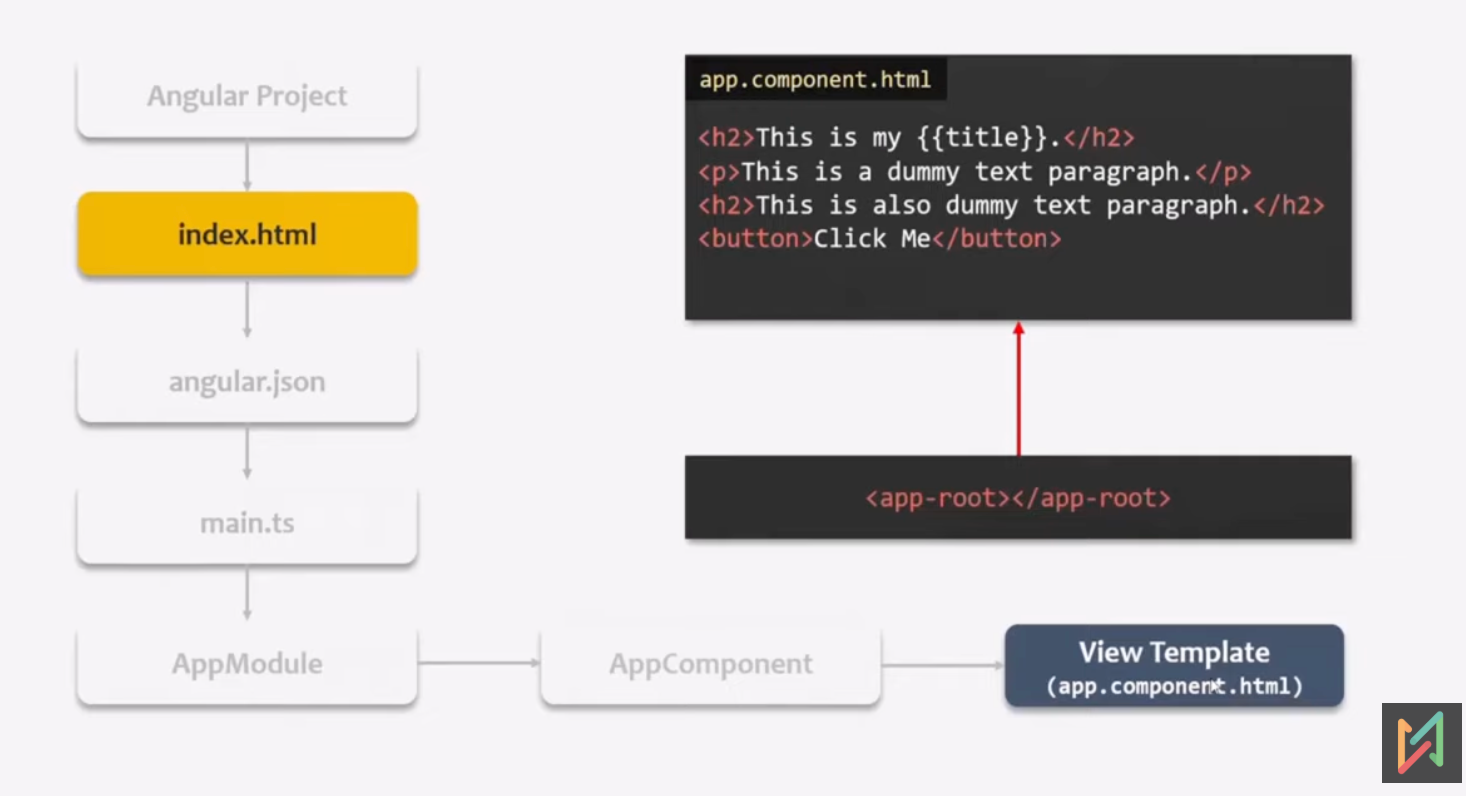 Angular Project
index.html
angular.json
main.ts
AppModule
AppComponent
View Template
(app.component.html)
app.component.html
<h2>This is my {{title}}.</h2>
<p>This is a dummy text paragraph.</p>
<h2>This is also dummy text paragraph.</h2>
<button>Click Me</button>
<app-root></app-root>